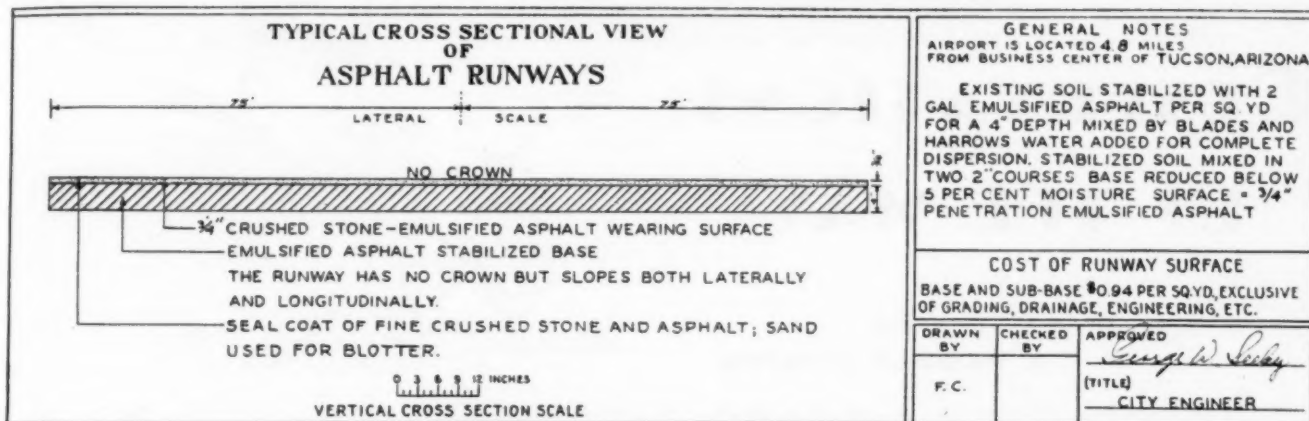 TYPICAL CROSS SECTIONAL VIEW
OF
ASPHALT RUNWAYS
75' 75'
LATERAL SCALE
NO CROWN
¾" CRUSHED STONE-EMULSIFIED ASPHALT WEARING SURFACE
EMULSIFIED ASPHALT STABILIZED BASE
THE RUNWAY HAS NO CROWN BUT SLOPES BOTH LATERALLY
AND LONGITUDINALLY.
SEAL COAT OF FINE CRUSHED STONE AND ASPHALT; SAND
USED FOR BLOTTER.
0 3 6 9 12 INCHES
VERTICAL CROSS SECTION SCALE
GENERAL NOTES
AIRPORT IS LOCATED 4.8 MILES
FROM BUSINESS CENTER OF TUCSON, ARIZONA
EXISTING SOIL STABILIZED WITH 2
GAL EMULSIFIED ASPHALT PER SQ. YD
FOR A 4" DEPTH MIXED BY BLADES AND
HARROWS WATER ADDED FOR COMPLETE
DISPERSION. STABILIZED SOIL MIXED IN
TWO 2" COURSES BASE REDUCED BELOW
5 PER CENT MOISTURE SURFACE = ¾"
PENETRATION EMULSIFIED ASPHALT
COST OF RUNWAY SURFACE
BASE AND SUB-BASE $0.94 PER SQ.YD., EXCLUSIVE
OF GRADING, DRAINAGE, ENGINEERING, ETC.
DRAWN BY
CHECKED BY
APPROVED
F. C.
George W.
(TITLE)
CITY ENGINEER